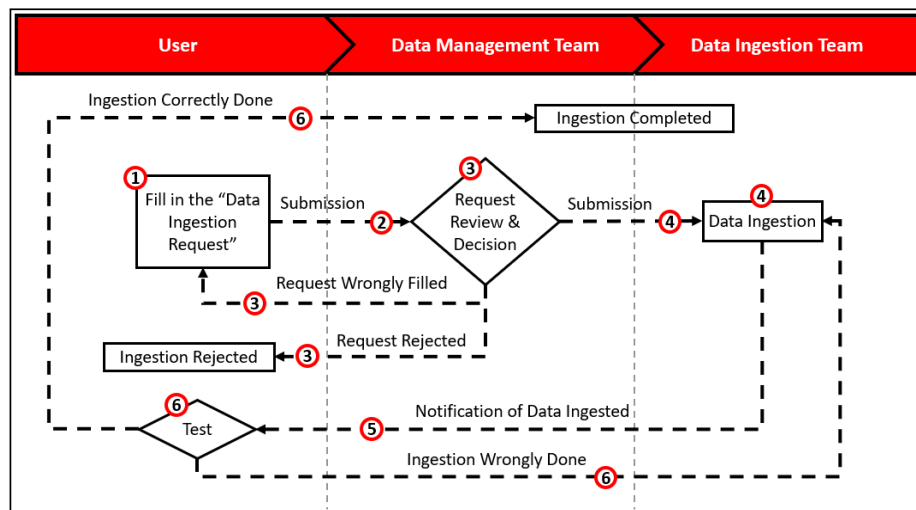 User
Data Management Team
Data Ingestion Team
Ingestion Correctly Done
6
Ingestion Completed
1
Fill in the “Data
Ingestion
Request”
Submission
2
3
Request
Review &
Decision
Submission
4
4
Data Ingestion
Request Wrongly Filled
3
Request Rejected
3
Ingestion Rejected
6
Test
Notification of Data Ingested
5
Ingestion Wrongly Done
6